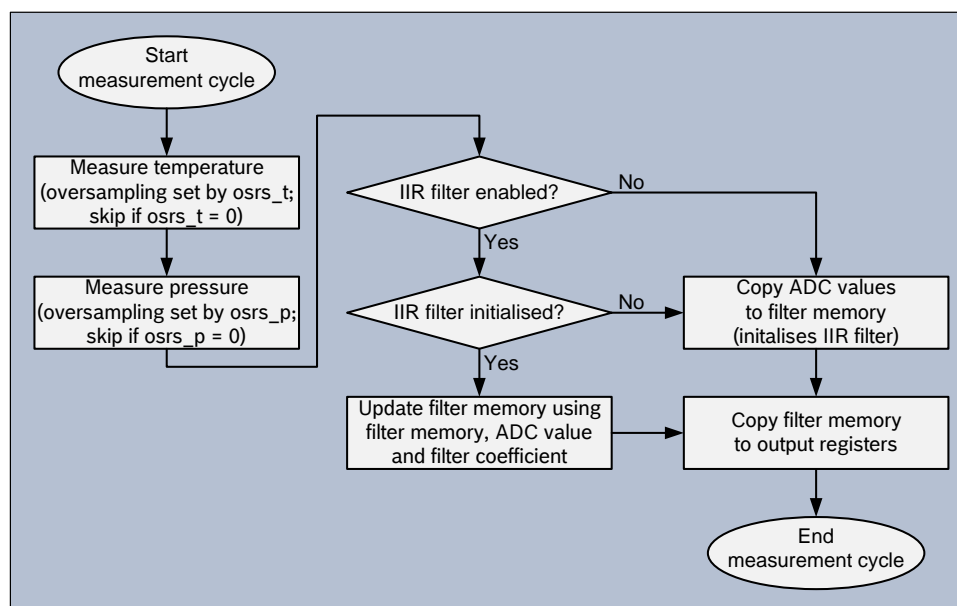 Start
measurement cycle
Measure temperature
(oversampling set by osrs_t;
skip if osrs_t = 0)
Measure pressure
(oversampling set by osrs_p;
skip if osrs_p = 0)
IIR filter enabled?
No
Yes
IIR filter initialised?
No
Yes
Copy ADC values
to filter memory
(initalises IIR filter)
Update filter memory using
filter memory, ADC value
and filter coefficient
Copy filter memory
to output registers
End
measurement cycle